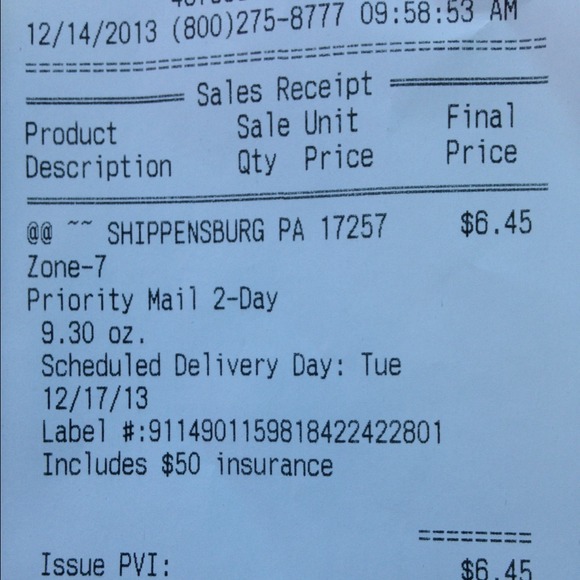 12/14/2013 (800)275-8777 09:58:53 AM
Sales Receipt
Product Sale Unit Final
Description Qty Price Price
@@ ~~ SHIPPENSBURG PA 17257 $6.45
Zone-7
Priority Mail 2-Day
9.30 oz.
Scheduled Delivery Day: Tue
12/17/13
Label #:9114901159818422422801
Includes $50 insurance
========
Issue PVI: $6.45